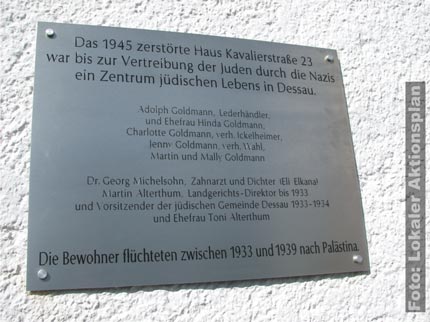 Das 1945 zerstörte Haus Kavalierstraße 23
war bis zur Vertreibung der Juden durch die Nazis
ein Zentrum jüdischen Lebens in Dessau.
Adolph Goldmann, Lederhändler,
und Ehefrau Hinda Goldmann,
Charlotte Goldmann, verh. Ickelheimer,
Jenny Goldmann, verh. Wahl,
Martin und Mally Goldmann
Dr. Georg Michelsohn, Zahnarzt und Dichter (Eli Elkana)
Martin Alterthum, Landgerichts-Direktor bis 1933
und Vorsitzender der jüdischen Gemeinde Dessau 1933-1934
und Ehefrau Toni Alterthum
Die Bewohner flüchteten zwischen 1933 und 1939 nach Palästina.
Foto: Lokaler Aktionsplan